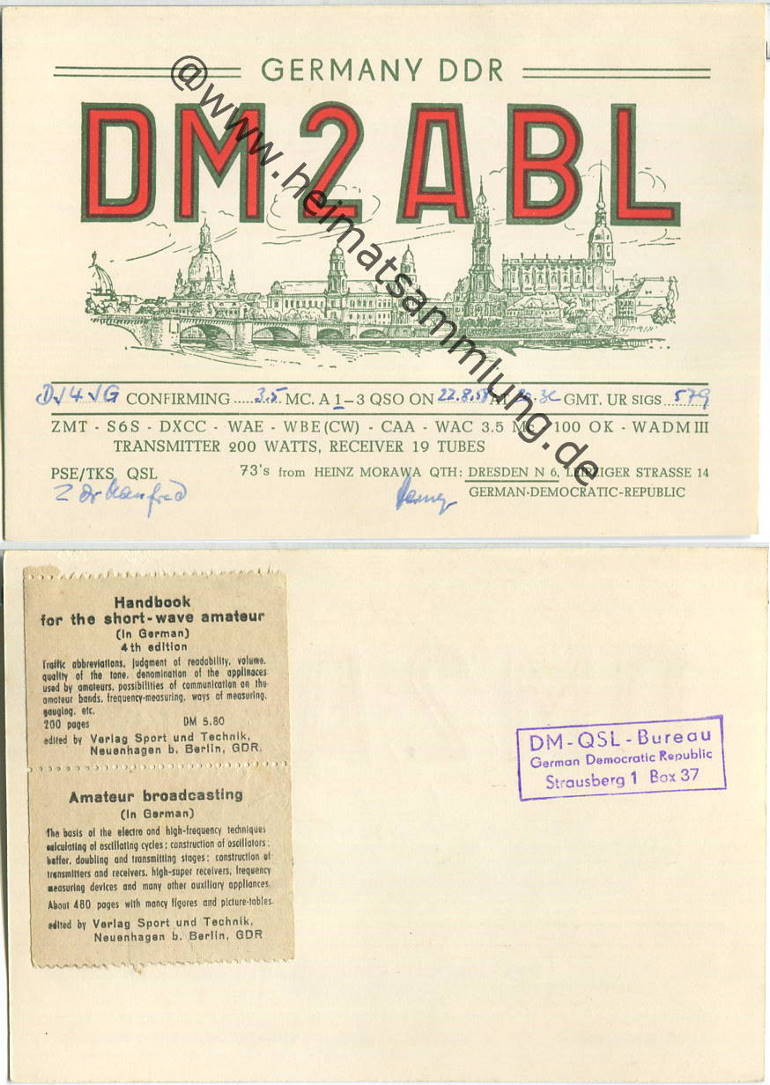 GERMANY DDR
DM2ABL
@www.heimatsammlung.de
DJ4JG CONFIRMING 3.5 MC. A 1-3 QSO ON 22.8.58 AT GMT. UR SIGS 579
ZMT - S6S - DXCC - WAE - WBE (CW) - CAA - WAC 3.5 Mc. 100 OK - WADM III
TRANSMITTER 200 WATTS, RECEIVER 19 TUBES
PSE/TKS QSL 73's from HEINZ MORAWA QTH: DRESDEN N 6, LEIPZIGER STRASSE 14
dr Manfred GERMAN-DEMOCRATIC-REPUBLIC
Handbook
for the short-wave amateur
(in German)
4th edition
Traffic abbreviations, judgment of readability, volume,
quality of the tone, denomination of the applinaces
used by amateurs, possibilities of communication on the
amateur bands, frequency-measuring, ways of measuring,
gauging, etc.
200 pages DM 5.80
edited by Verlag Sport und Technik,
Neuenhagen b. Berlin, GDR.
Amateur broadcasting
(in German)
The basis of the electro and high-frequency techniques
calculating of oscillating cycles; construction of oscillators;
buffer, doubling and transmitting stages; construction of
transmitters and receivers, high-super receivers, frequency
measuring devices and many other auxiliary appliances.
About 480 pages with mancy figures and picture-tables.
edited by Verlag Sport und Technik,
Neuenhagen b. Berlin, GDR
DM-QSL-Bureau
German Democratic Republic
Strausberg 1 Box 37